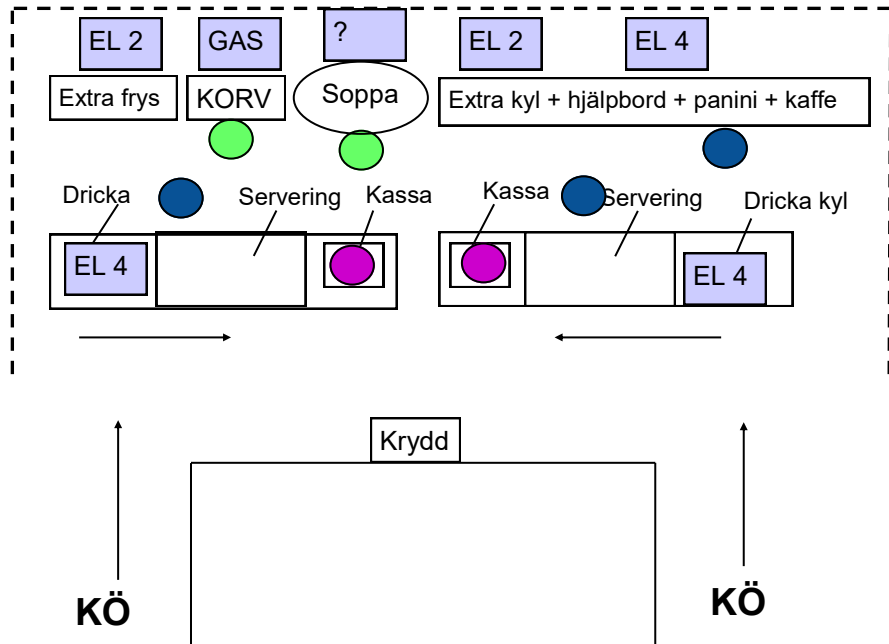 EL 2
GAS
?
EL 2
EL 4
Extra frys
KORV
Soppa
Extra kyl + hjälpbord + panini + kaffe
Dricka
Servering
Kassa
Kassa
Servering
Dricka kyl
EL 4
EL 4
Krydd
KÖ
KÖ